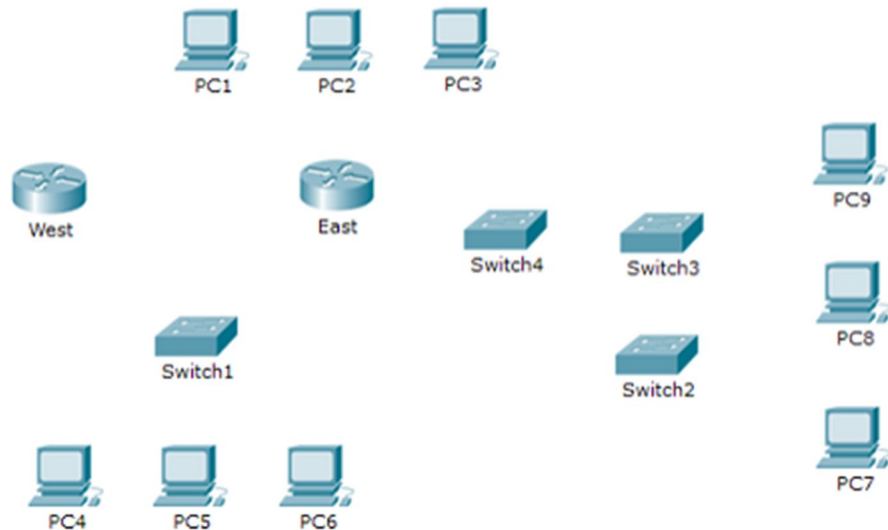 PC1
PC2
PC3
PC9
West
East
Switch4
Switch3
PC8
Switch1
Switch2
PC7
PC4
PC5
PC6